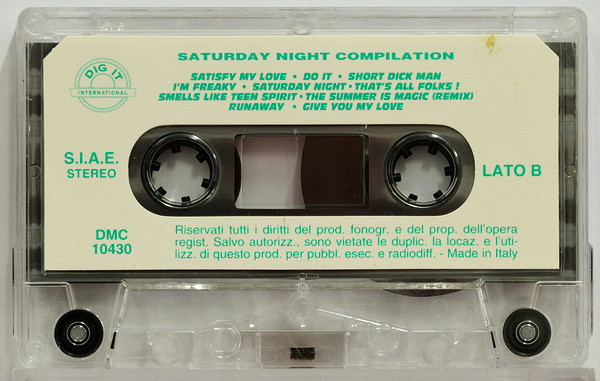 SATURDAY NIGHT COMPILATION
DIG IT
INTERNATIONAL
SATISFY MY LOVE • DO IT • SHORT DICK MAN
I'M FREAKY • SATURDAY NIGHT • THAT'S ALL FOLKS !
SMELLS LIKE TEEN SPIRIT • THE SUMMER IS MAGIC (REMIX)
RUNAWAY • GIVE YOU MY LOVE
S.I.A.E.
STEREO
LATO B
DMC
10430
Riservati tutti i diritti del prod. fonogr. e del prop. dell'opera
regist. Salvo autorizz., sono vietate le duplic. la locaz. e l'uti-
lizz. di questo prod. per pubbl. esec. e radiodiff. - Made in Italy